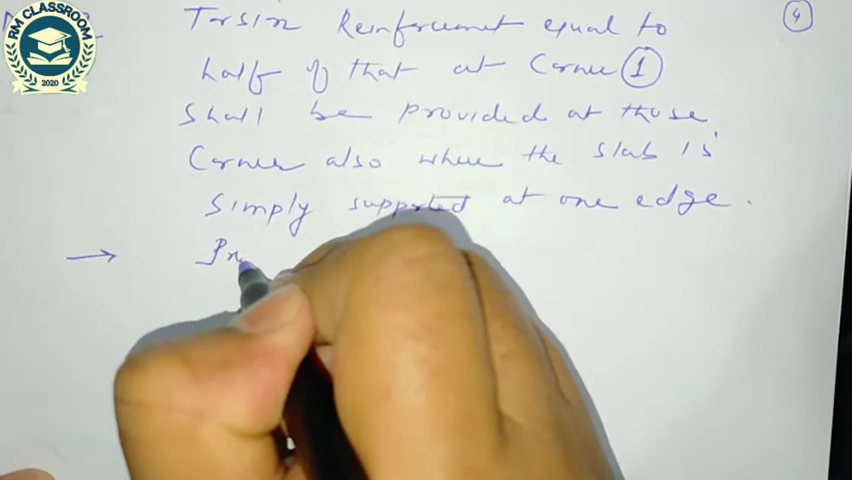 RM CLASSROOM
2020
4
Torsion Reinforcement equal to
half of that at Corner 1
shall be provided at those
Corner also where the slab is
simply supported at one edge.
→